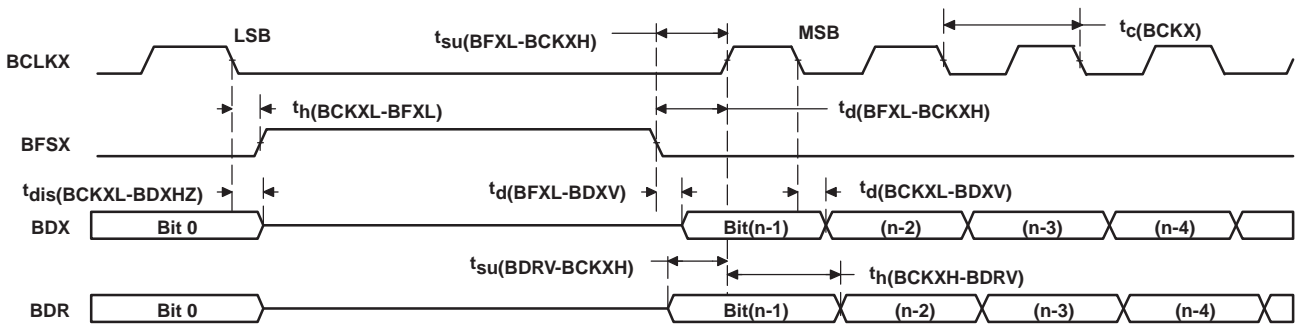 LSB tsu(BFXL-BCKXH) MSB tc(BCKX)
BCLKX
th(BCKXL-BFXL) td(BFXL-BCKXH)
BFSX
tdis(BCKXL-BDXHZ) td(BFXL-BDXV) td(BCKXL-BDXV)
BDX Bit 0 Bit(n-1) (n-2) (n-3) (n-4)
tsu(BDRV-BCKXH) th(BCKXH-BDRV)
BDR Bit 0 Bit(n-1) (n-2) (n-3) (n-4)